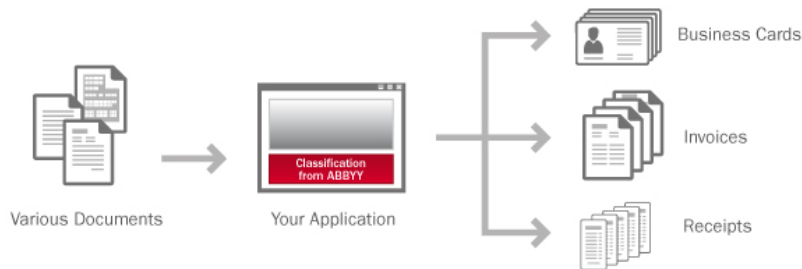 Various Documents
Classification
from ABBYY
Your Application
Business Cards
Invoices
Receipts